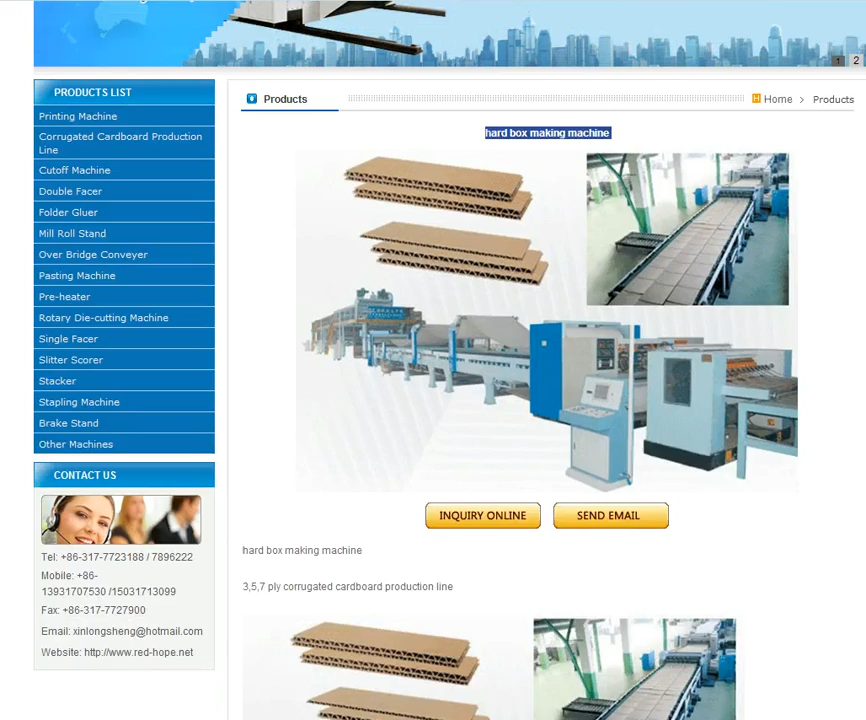 1 2
PRODUCTS LIST
Printing Machine
Corrugated Cardboard Production
Line
Cutoff Machine
Double Facer
Folder Gluer
Mill Roll Stand
Over Bridge Conveyer
Pasting Machine
Pre-heater
Rotary Die-cutting Machine
Single Facer
Slitter Scorer
Stacker
Stapling Machine
Brake Stand
Other Machines
CONTACT US
Tel: +86-317-7723188 / 7896222
Mobile: +86-
13931707530 /15031713099
Fax: +86-317-7727900
Email: xinlongsheng@hotmail.com
Website: http://www.red-hope.net
Products
Home > Products
hard box making machine
INQUIRY ONLINE
SEND EMAIL
hard box making machine
3,5,7 ply corrugated cardboard production line